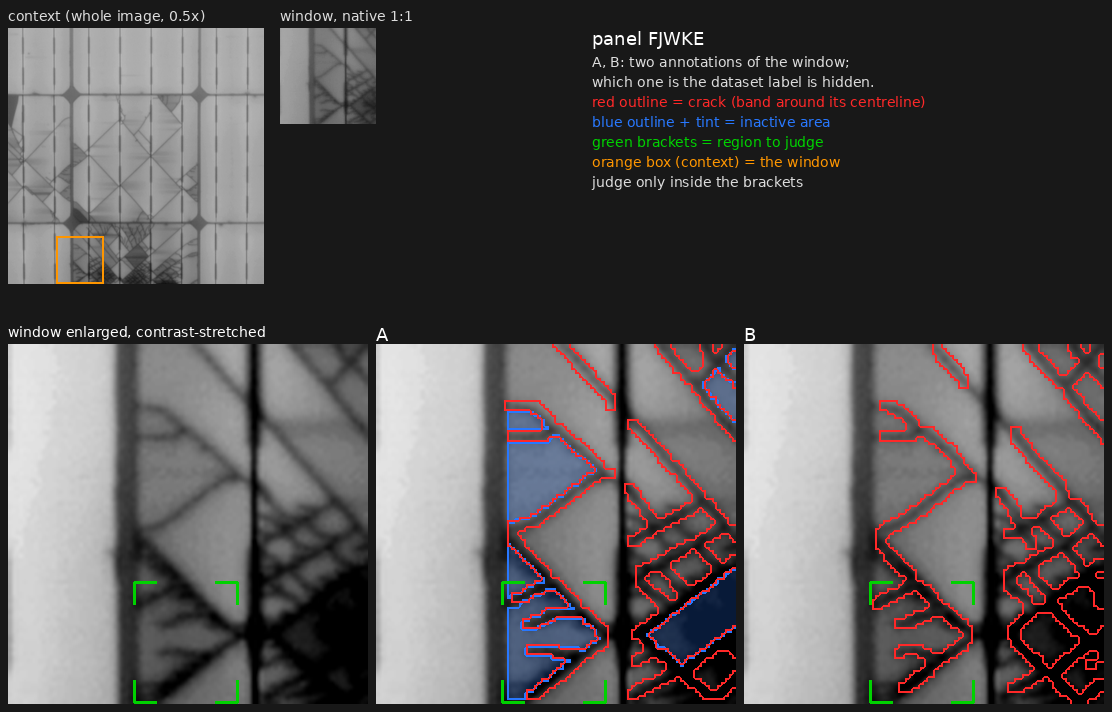 context (whole image, 0.5x)
window, native 1:1
panel FJWKE
A, B: two annotations of the window;
which one is the dataset label is hidden.
red outline = crack (band around its centreline)
blue outline + tint = inactive area
green brackets = region to judge
orange box (context) = the window
judge only inside the brackets
window enlarged, contrast-stretched
A
B